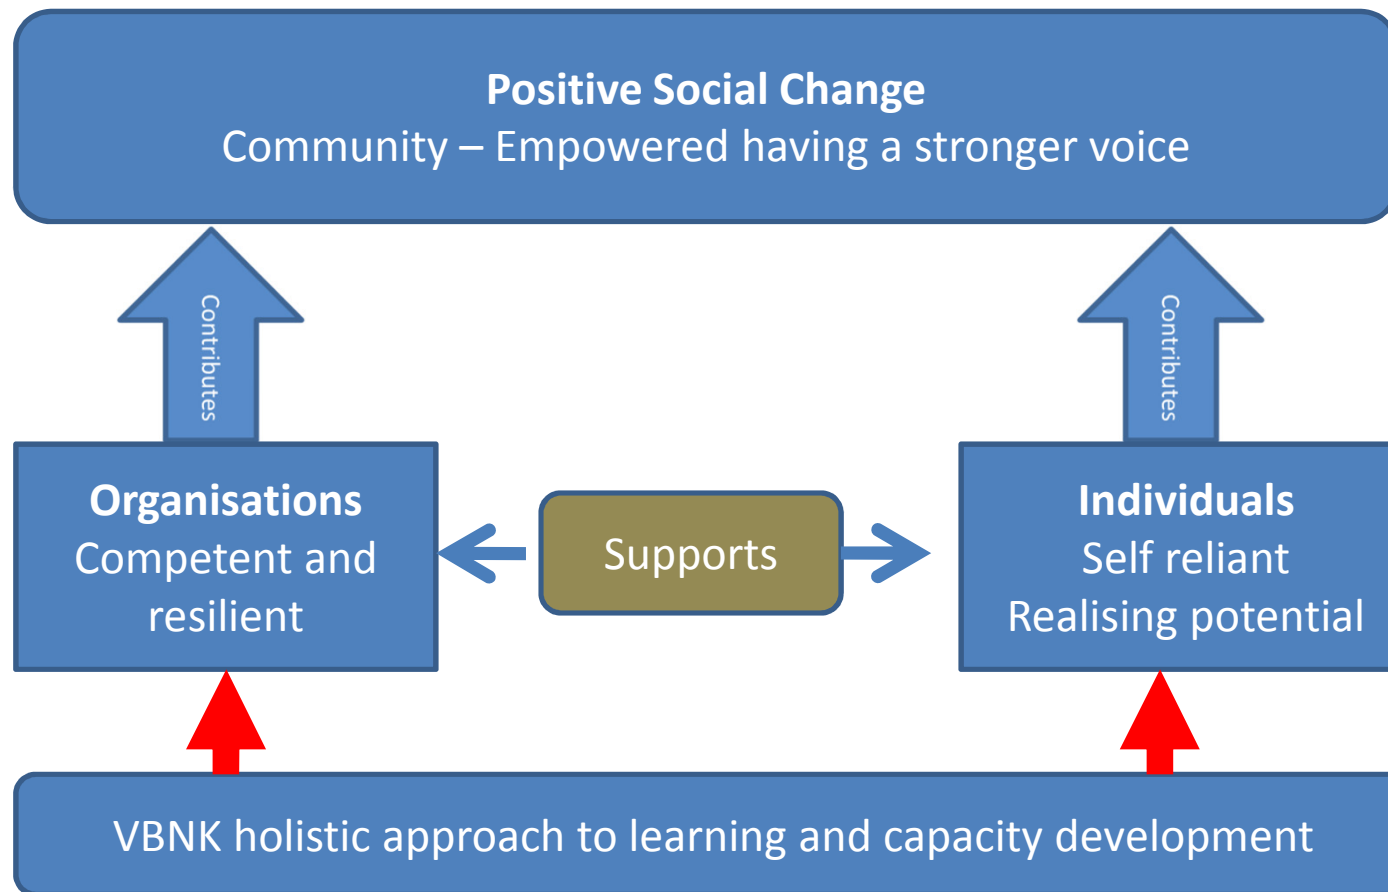 Positive Social Change
Community – Empowered having a stronger voice
Contributes
Contributes
Organisations
Competent and
resilient
Supports
Individuals
Self reliant
Realising potential
VBNK holistic approach to learning and capacity development